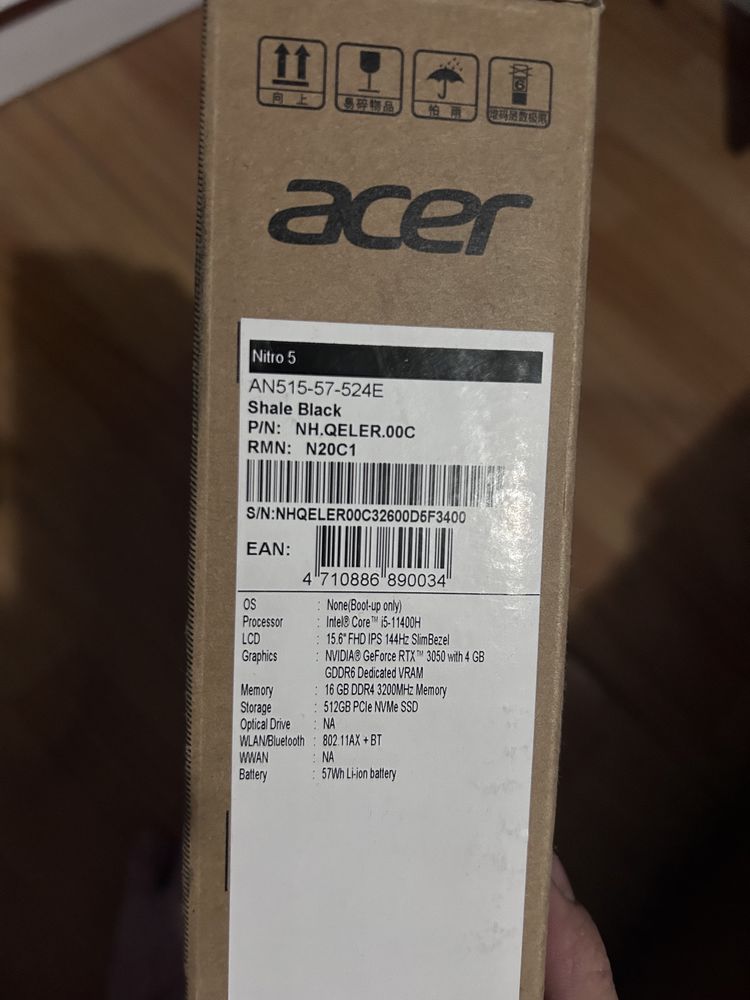 向上
易碎物品
怕雨
6
堆码层数极限
acer
Nitro 5
AN515-57-524E
Shale Black
P/N: NH.QELER.00C
RMN: N20C1
S/N:NHQELER00C32600D5F3400
EAN:
4 710886 890034
OS : None(Boot-up only)
Processor : Intel® Core™ i5-11400H
LCD : 15.6" FHD IPS 144Hz SlimBezel
Graphics : NVIDIA® GeForce RTX™ 3050 with 4 GB
GDDR6 Dedicated VRAM
Memory : 16 GB DDR4 3200MHz Memory
Storage : 512GB PCIe NVMe SSD
Optical Drive : NA
WLAN/Bluetooth : 802.11AX + BT
WWAN : NA
Battery : 57Wh Li-ion battery